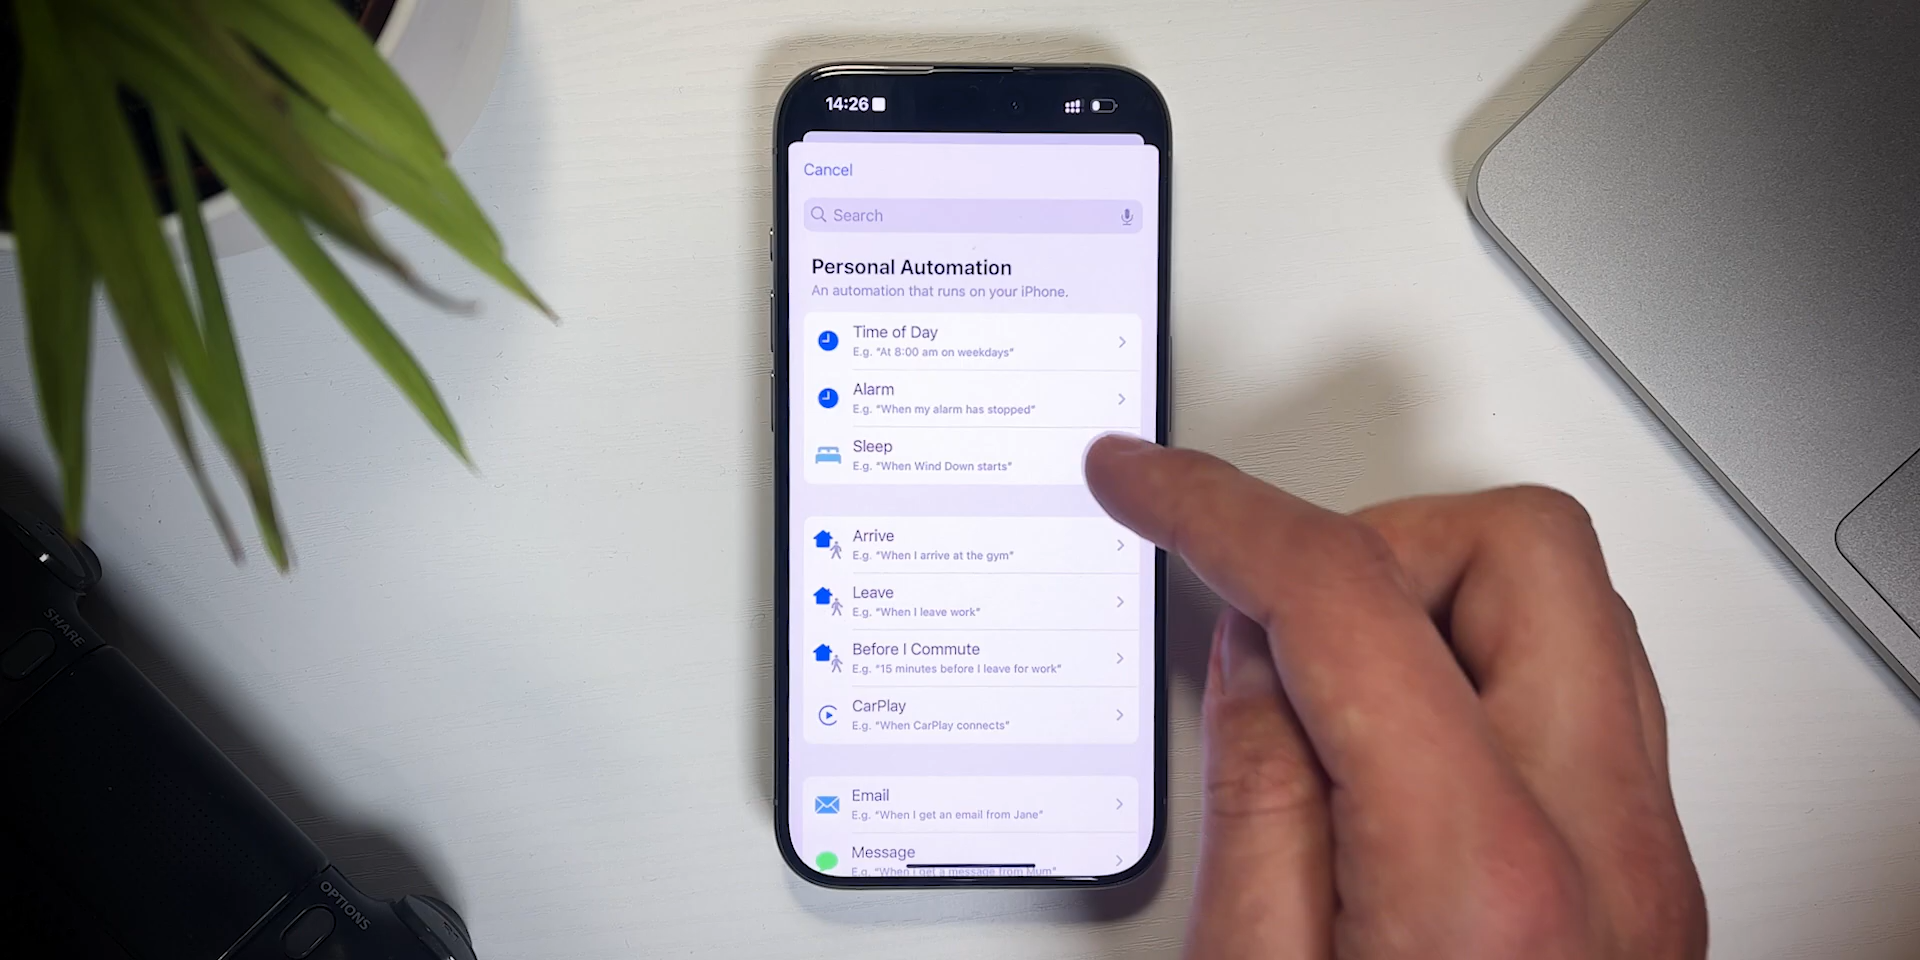 14:26
Cancel
Search
Personal Automation
An automation that runs on your iPhone.
Time of Day
E.g. "At 8:00 am on weekdays"
Alarm
E.g. "When my alarm has stopped"
Sleep
E.g. "When Wind Down starts"
Arrive
E.g. "When I arrive at the gym"
Leave
E.g. "When I leave work"
Before I Commute
E.g. "15 minutes before I leave for work"
CarPlay
E.g. "When CarPlay connects"
Email
E.g. "When I get an email from Jane"
Message
E.g. "When I get a message from Mum"
SHARE
OPTIONS